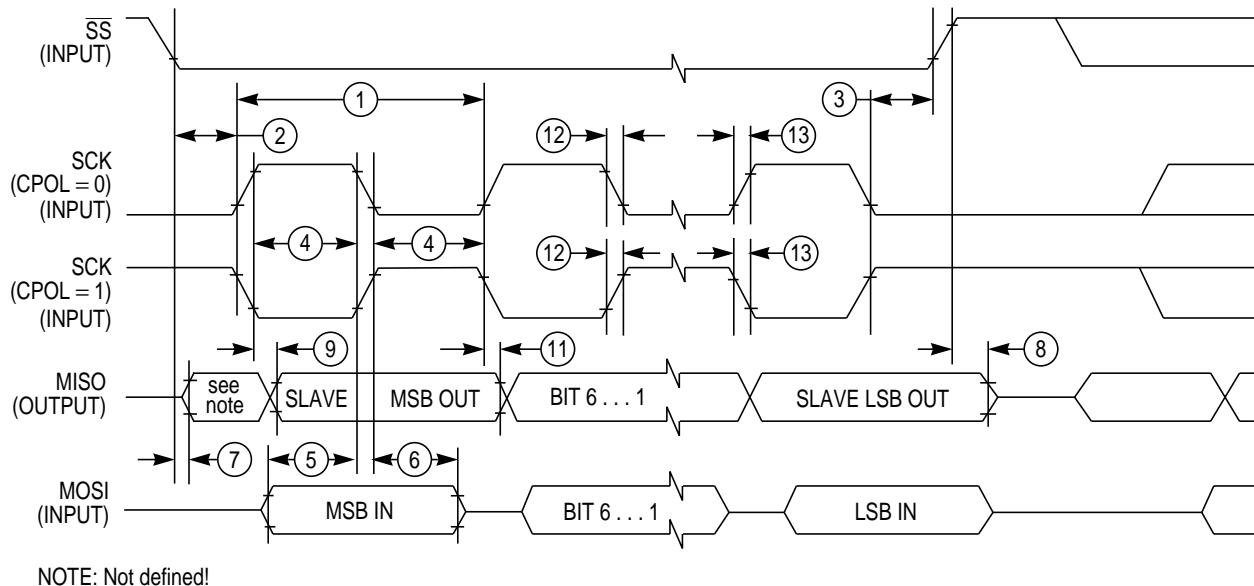 SS
(INPUT)
1
3
2
12
13
SCK
(CPOL = 0)
(INPUT)
4
4
12
13
SCK
(CPOL = 1)
(INPUT)
9
11
8
MISO
(OUTPUT)
see
note
SLAVE
MSB OUT
BIT 6 . . . 1
SLAVE LSB OUT
7
5
6
MOSI
(INPUT)
MSB IN
BIT 6 . . . 1
LSB IN
NOTE: Not defined!